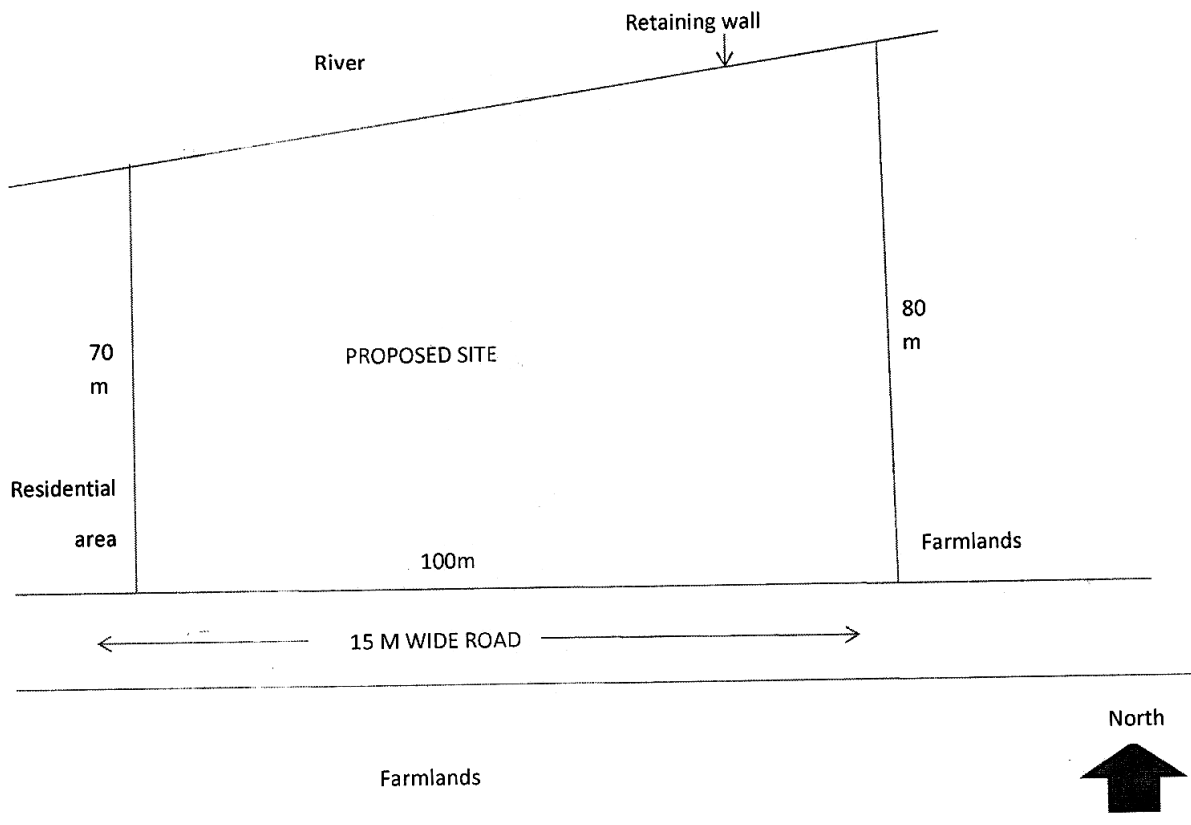 Retaining wall
River
80
m
70
m
PROPOSED SITE
Residential
area
Farmlands
100m
15 M WIDE ROAD
North
Farmlands